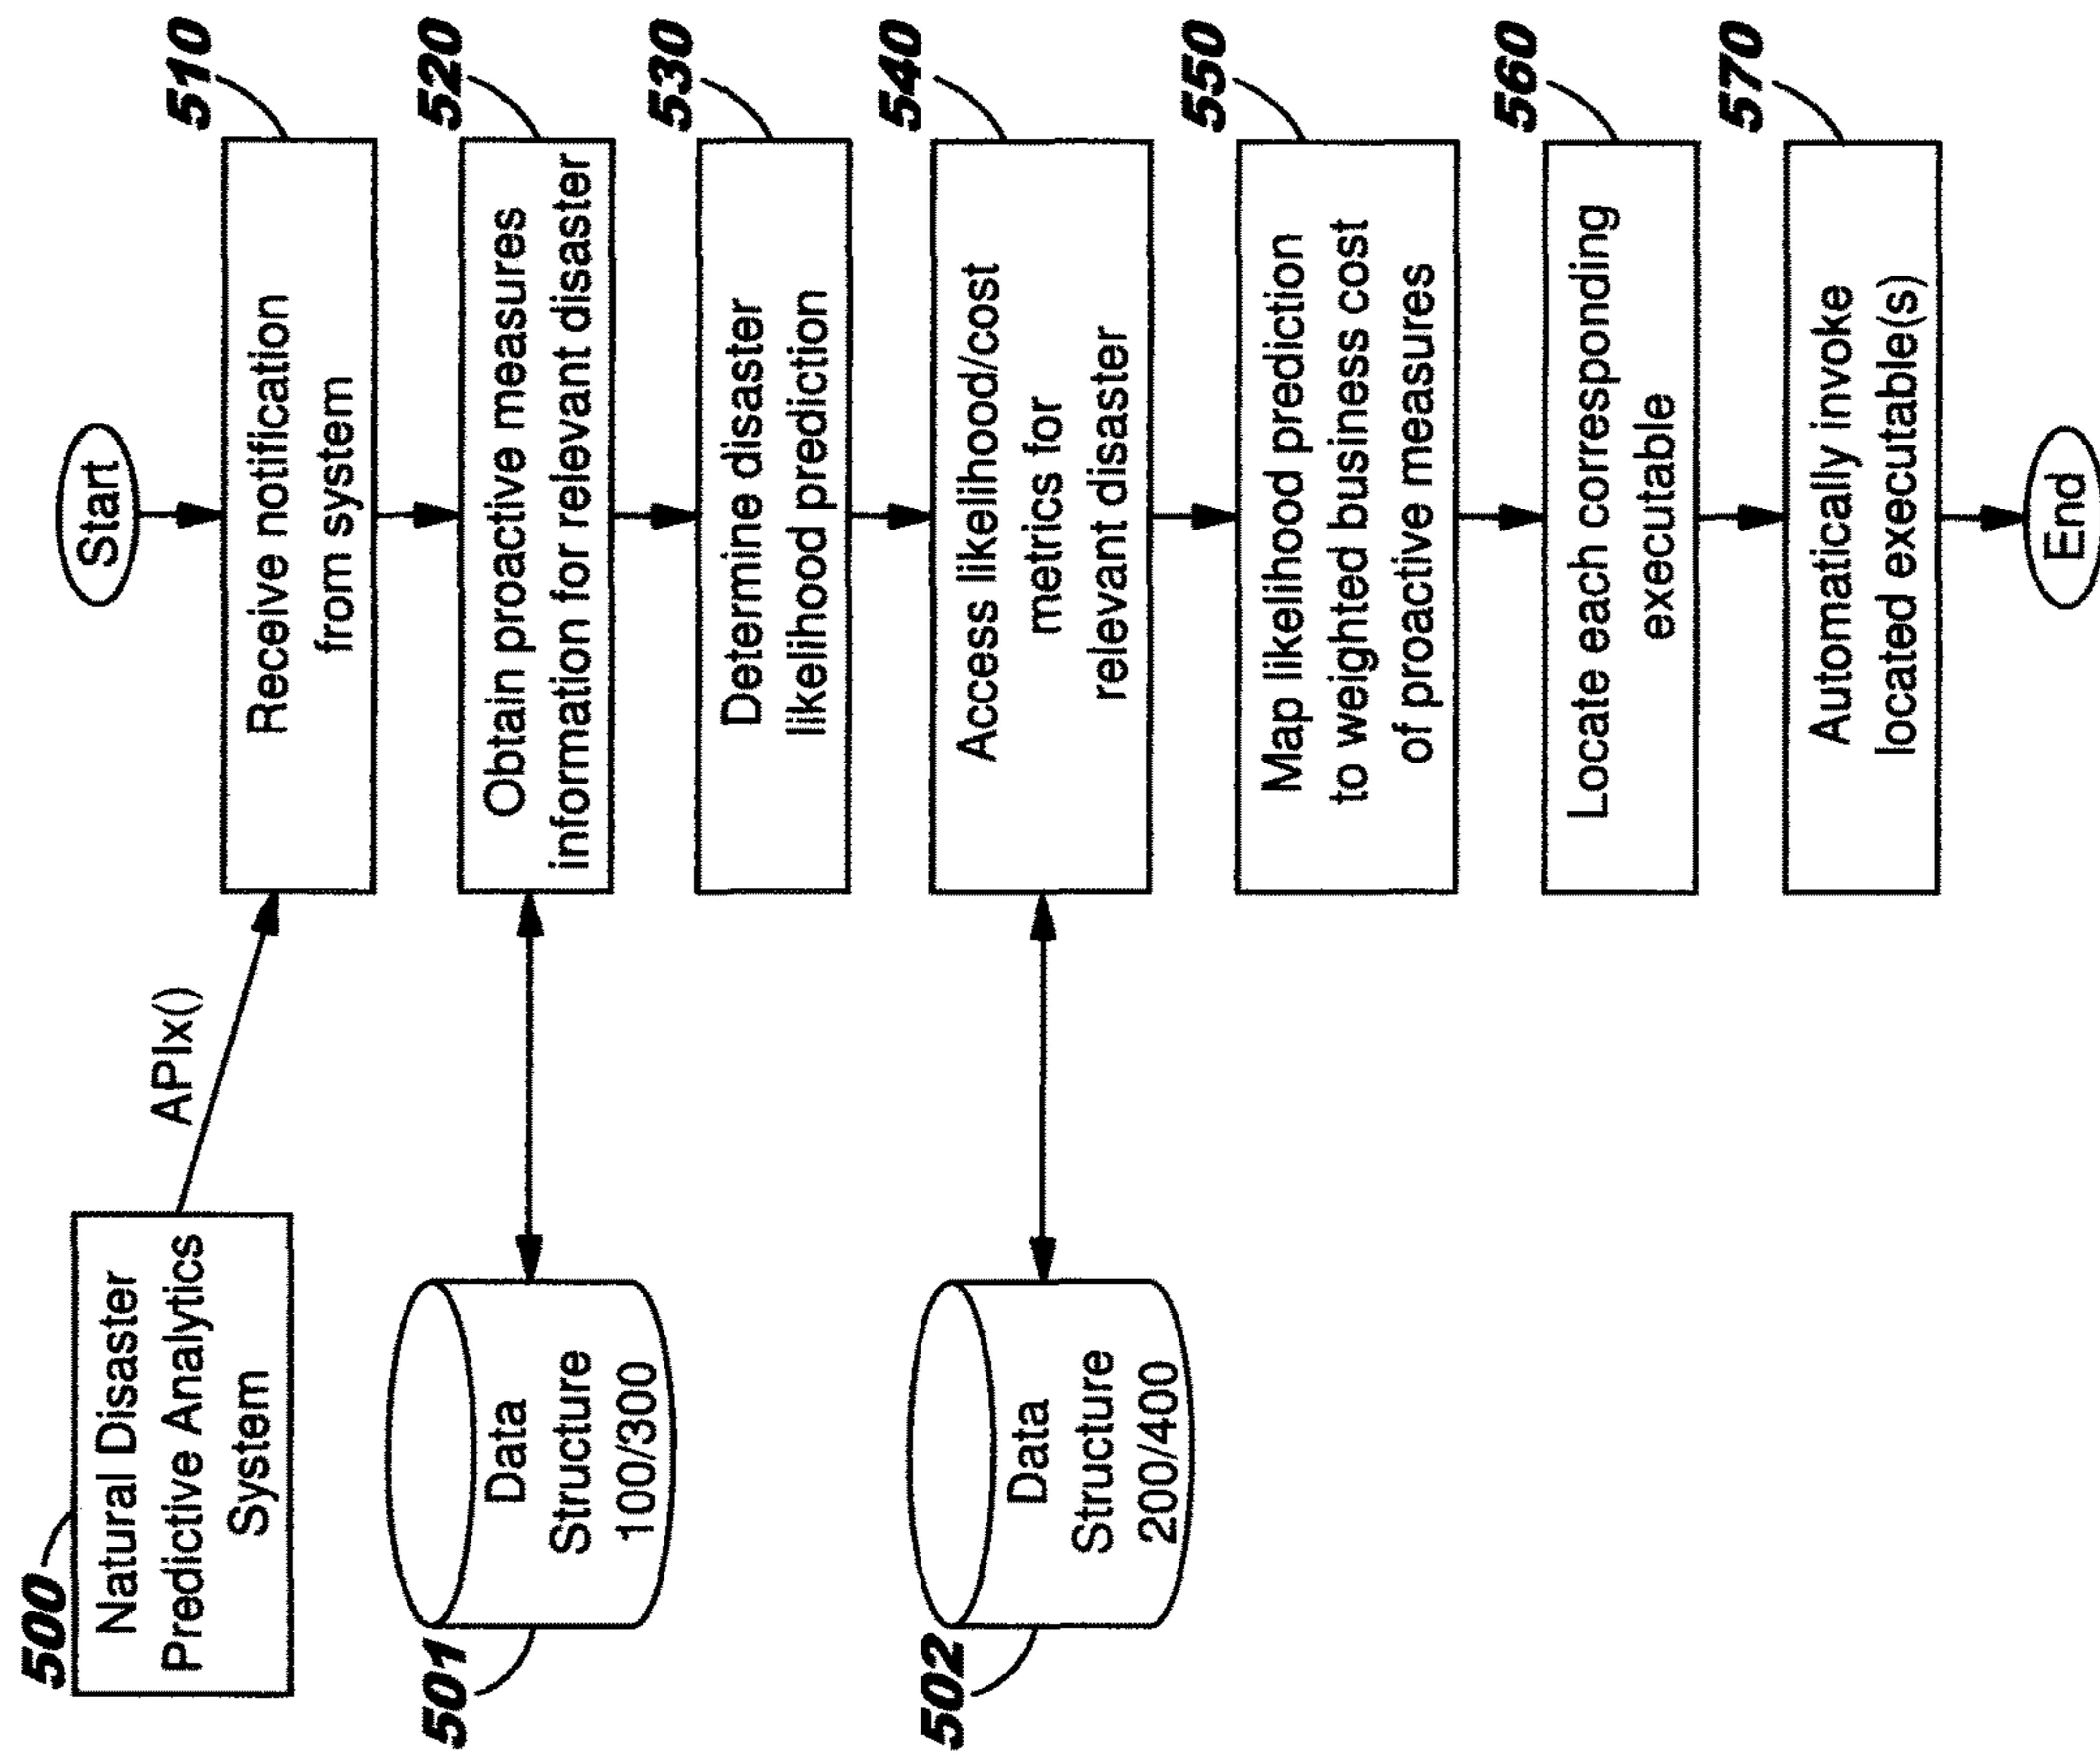 500
Natural Disaster
Predictive Analytics
System
APIx()
501
Data
Structure
100/300
502
Data
Structure
200/400
Start
510
Receive notification
from system
520
Obtain proactive measures
information for relevant disaster
530
Determine disaster
likelihood prediction
540
Access likelihood/cost
metrics for
relevant disaster
550
Map likelihood prediction
to weighted business cost
of proactive measures
560
Locate each corresponding
executable
570
Automatically invoke
located executable(s)
End